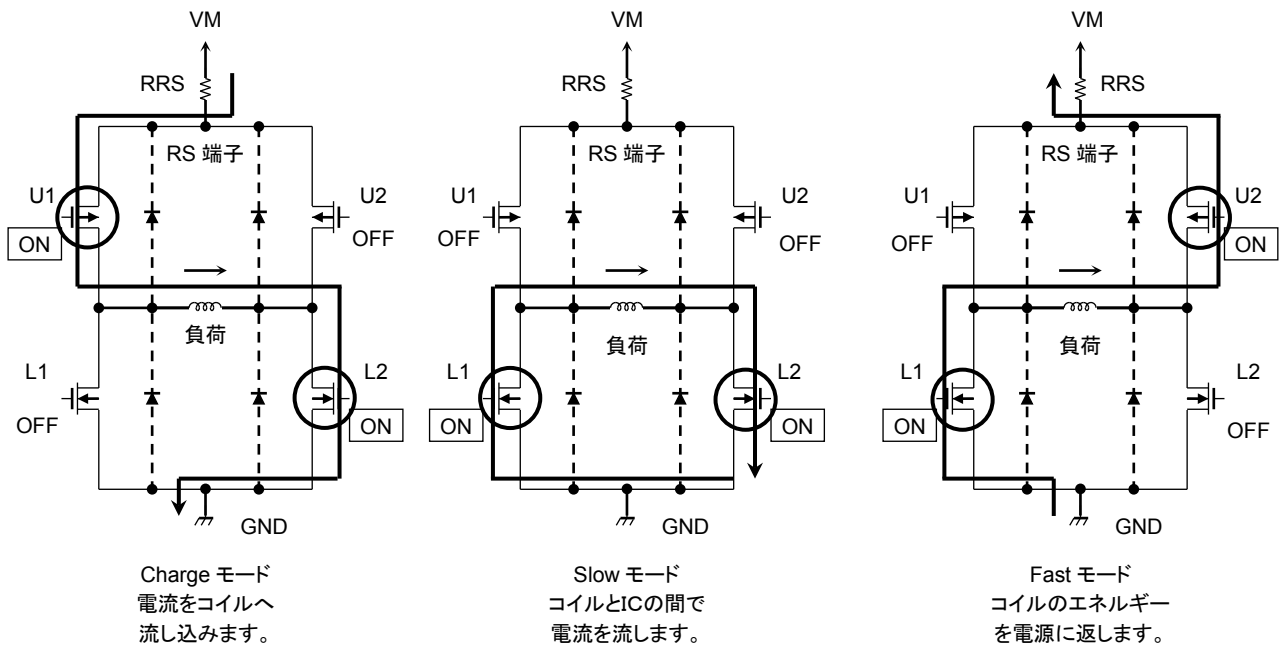 VM
RRS
RS 端子
U1
ON
U2
OFF
負荷
L1
OFF
L2
ON
GND
Charge モード
電流をコイルへ
流し込みます。
VM
RRS
RS 端子
U1
OFF
U2
OFF
負荷
L1
ON
L2
ON
GND
Slow モード
コイルとICの間で
電流を流します。
VM
RRS
RS 端子
U1
OFF
U2
ON
負荷
L1
ON
L2
OFF
GND
Fast モード
コイルのエネルギー
を電源に返します。